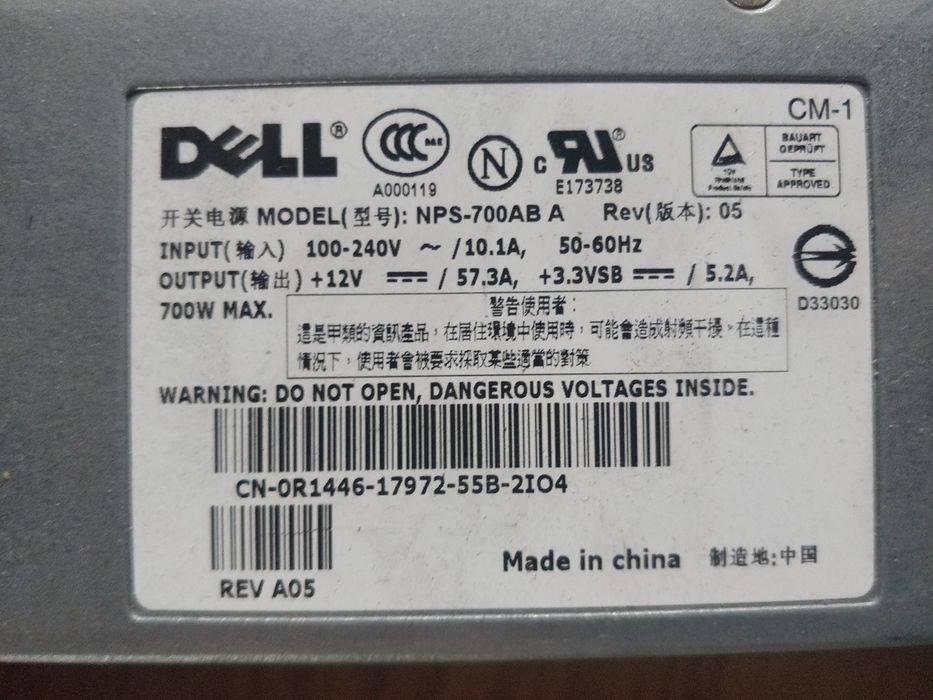 CM-1
DELL®
CCC S&E
A000119
N
C RU® US
E173738
TÜV Rheinland Product Safety
BAUART GEPRÜFT
TYPE APPROVED
开关电源 MODEL(型号): NPS-700AB A Rev(版本): 05
INPUT(输入) 100-240V ~ /10.1A, 50-60Hz
OUTPUT(输出) +12V ⎓ / 57.3A, +3.3VSB ⎓ / 5.2A,
D33030
700W MAX.
警告使用者:
這是甲類的資訊產品,在居住環境中使用時,可能會造成射頻干擾。在這種
情況下,使用者會被要求採取某些適當的對策
WARNING: DO NOT OPEN, DANGEROUS VOLTAGES INSIDE.
CN-0R1446-17972-55B-2IO4
REV A05
Made in china 制造地:中国